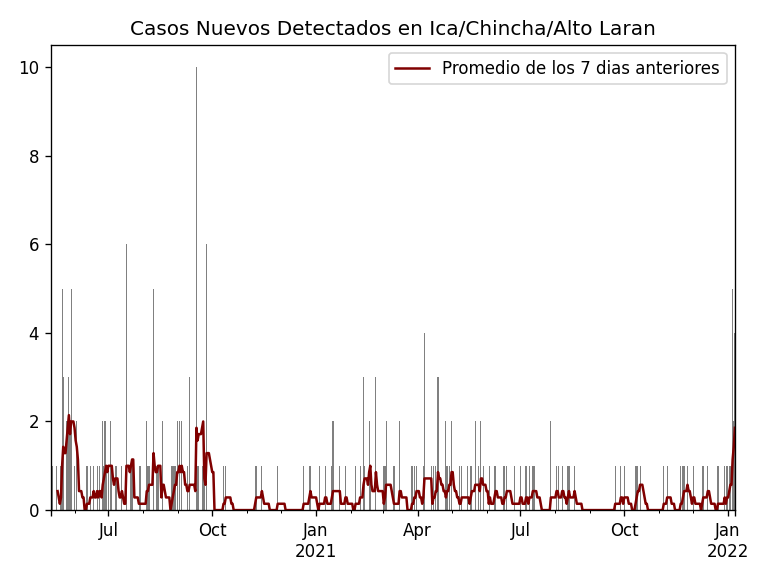 Casos Nuevos Detectados en Ica/Chincha/Alto Laran
Promedio de los 7 dias anteriores
10
8
6
4
2
0
Jul Oct Jan Apr Jul Oct Jan
2021 2022